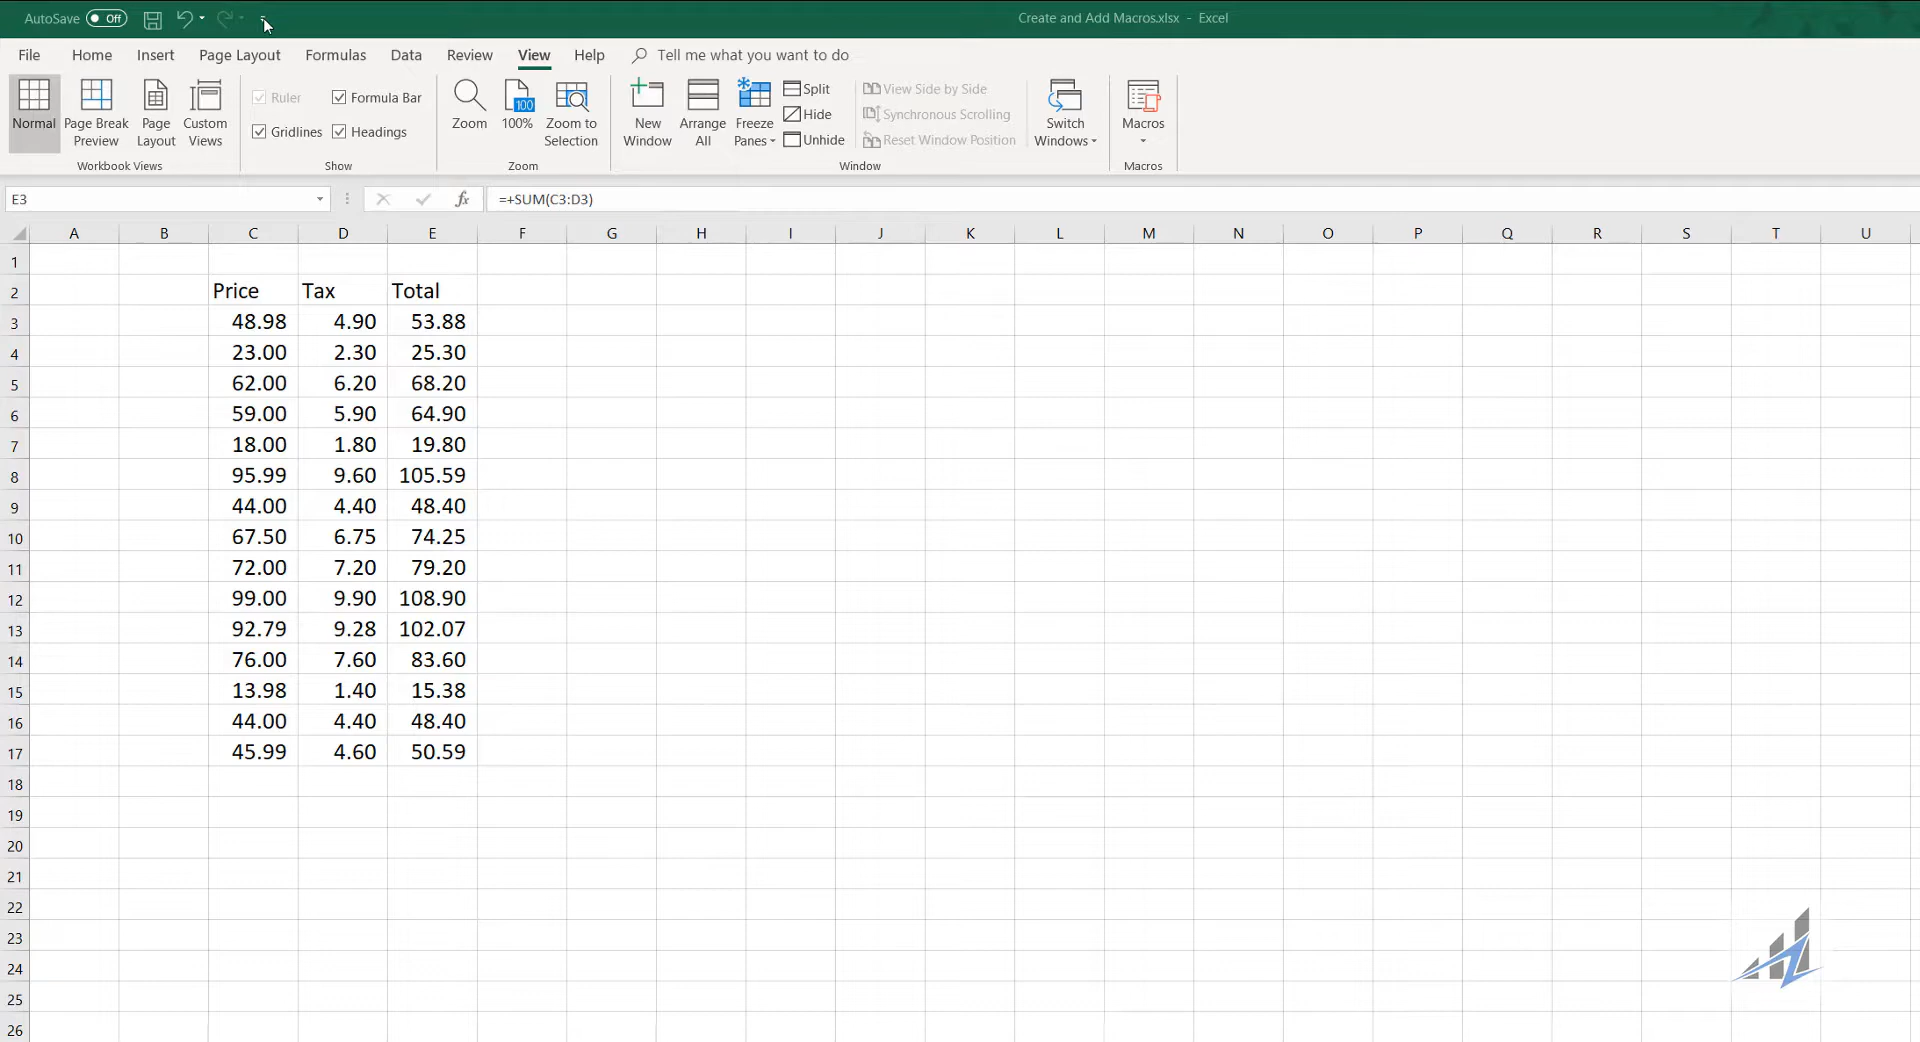 AutoSave Off
Create and Add Macros.xlsx - Excel
File Home Insert Page Layout Formulas Data Review View Help Tell me what you want to do
Normal Page Break Preview Page Layout Custom Views
Workbook Views
Ruler Formula Bar
Gridlines Headings
Show
Zoom 100 100% Zoom to Selection
Zoom
New Window Arrange All Freeze Panes
Split
Hide
Unhide
View Side by Side
Synchronous Scrolling
Reset Window Position
Switch Windows
Window
Macros
Macros
E3 fx =+SUM(C3:D3)
A B C D E F G H I J K L M N O P Q R S T U
1
2 Price Tax Total
3 48.98 4.90 53.88
4 23.00 2.30 25.30
5 62.00 6.20 68.20
6 59.00 5.90 64.90
7 18.00 1.80 19.80
8 95.99 9.60 105.59
9 44.00 4.40 48.40
10 67.50 6.75 74.25
11 72.00 7.20 79.20
12 99.00 9.90 108.90
13 92.79 9.28 102.07
14 76.00 7.60 83.60
15 13.98 1.40 15.38
16 44.00 4.40 48.40
17 45.99 4.60 50.59
18
19
20
21
22
23
24
25
26